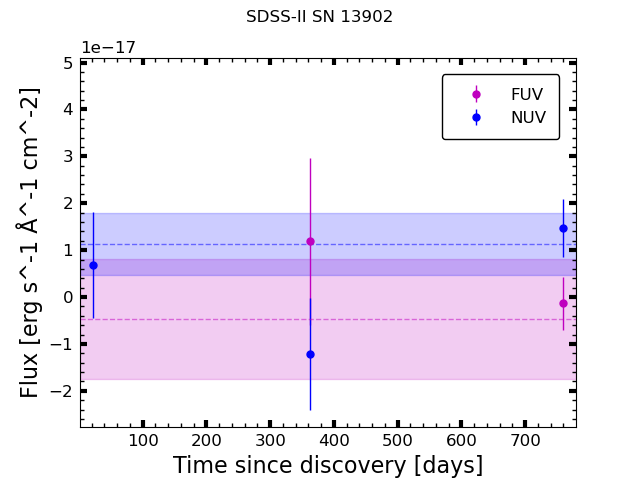 SDSS-II SN 13902
1e−17
FUV
NUV
5
4
3
2
1
0
−1
−2
Flux [erg s^-1 Å^-1 cm^-2]
100 200 300 400 500 600 700
Time since discovery [days]